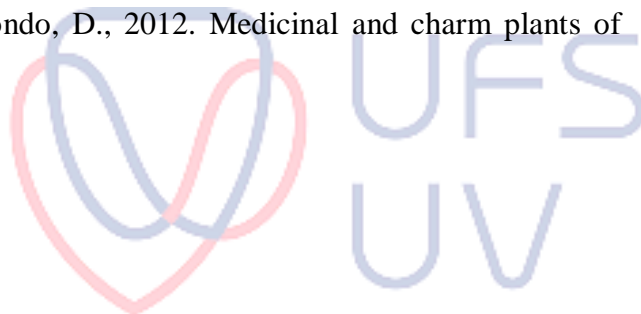 ondo, D., 2012. Medicinal and charm plants of
UFS
UV